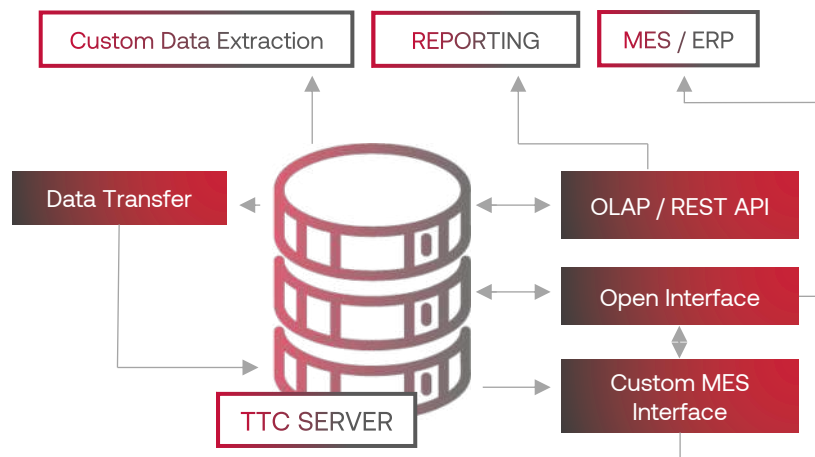 Custom Data Extraction
REPORTING
MES / ERP
Data Transfer
OLAP / REST API
Open Interface
Custom MES
Interface
TTC SERVER